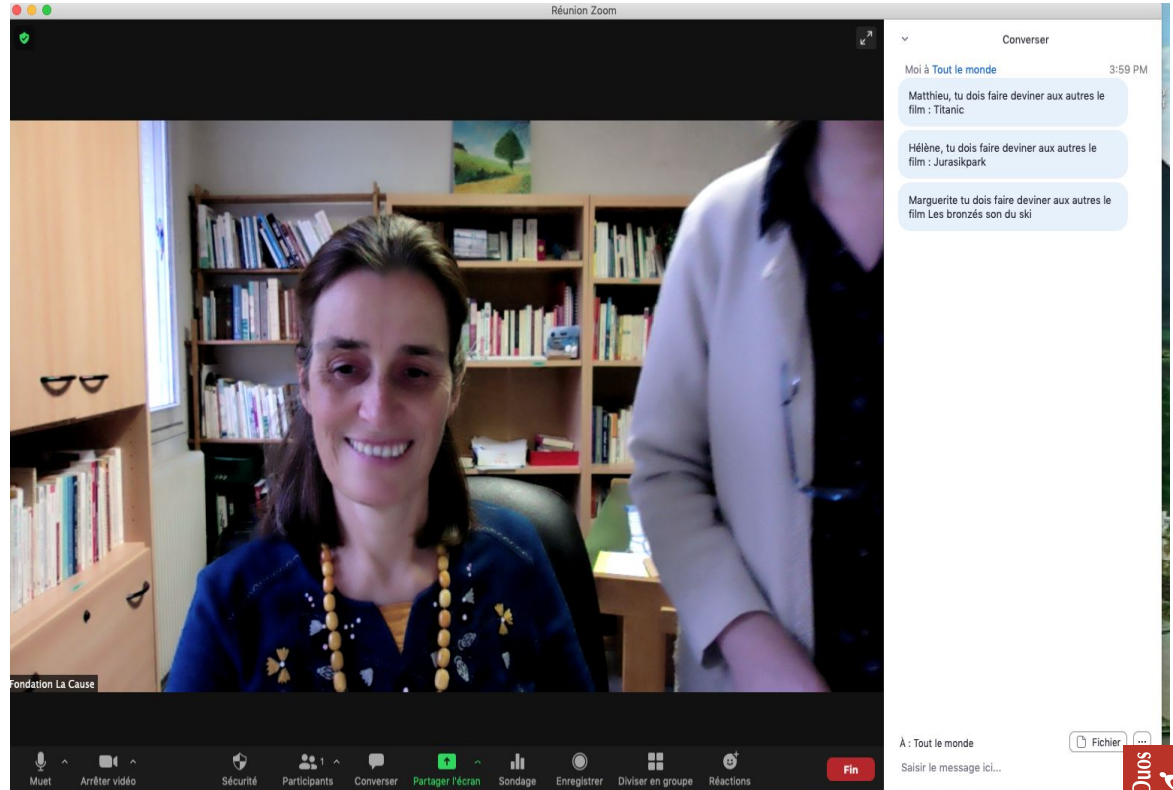 Réunion Zoom
Converser
Moi à Tout le monde 3:59 PM
Matthieu, tu dois faire deviner aux autres le
film : Titanic
Hélène, tu dois faire deviner aux autres le
film : Jurasikpark
Marguerite tu dois faire deviner aux autres le
film Les bronzés son du ski
Fondation La Cause
À : Tout le monde
Fichier
...
Saisir le message ici...
Muet
Arrêter vidéo
Sécurité
1
Participants
Converser
Partager l'écran
Sondage
Enregistrer
Diviser en groupe
Réactions
Fin
Duos